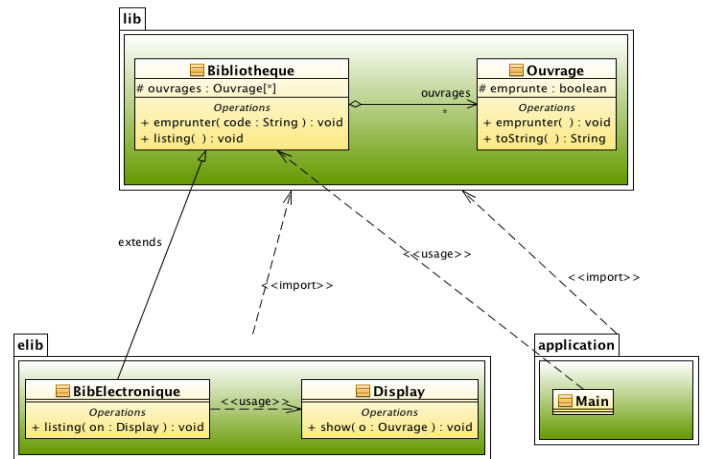 lib
Bibliotheque
# ouvrages : Ouvrage[*]
Operations
+ emprunter( code : String ) : void
+ listing( ) : void
ouvrages
*
Ouvrage
# emprunte : boolean
Operations
+ emprunter( ) : void
+ toString( ) : String
extends
<<import>>
<<usage>>
<<import>>
elib
BibElectronique
Operations
+ listing( on : Display ) : void
<<usage>>
Display
Operations
+ show( o : Ouvrage ) : void
application
Main